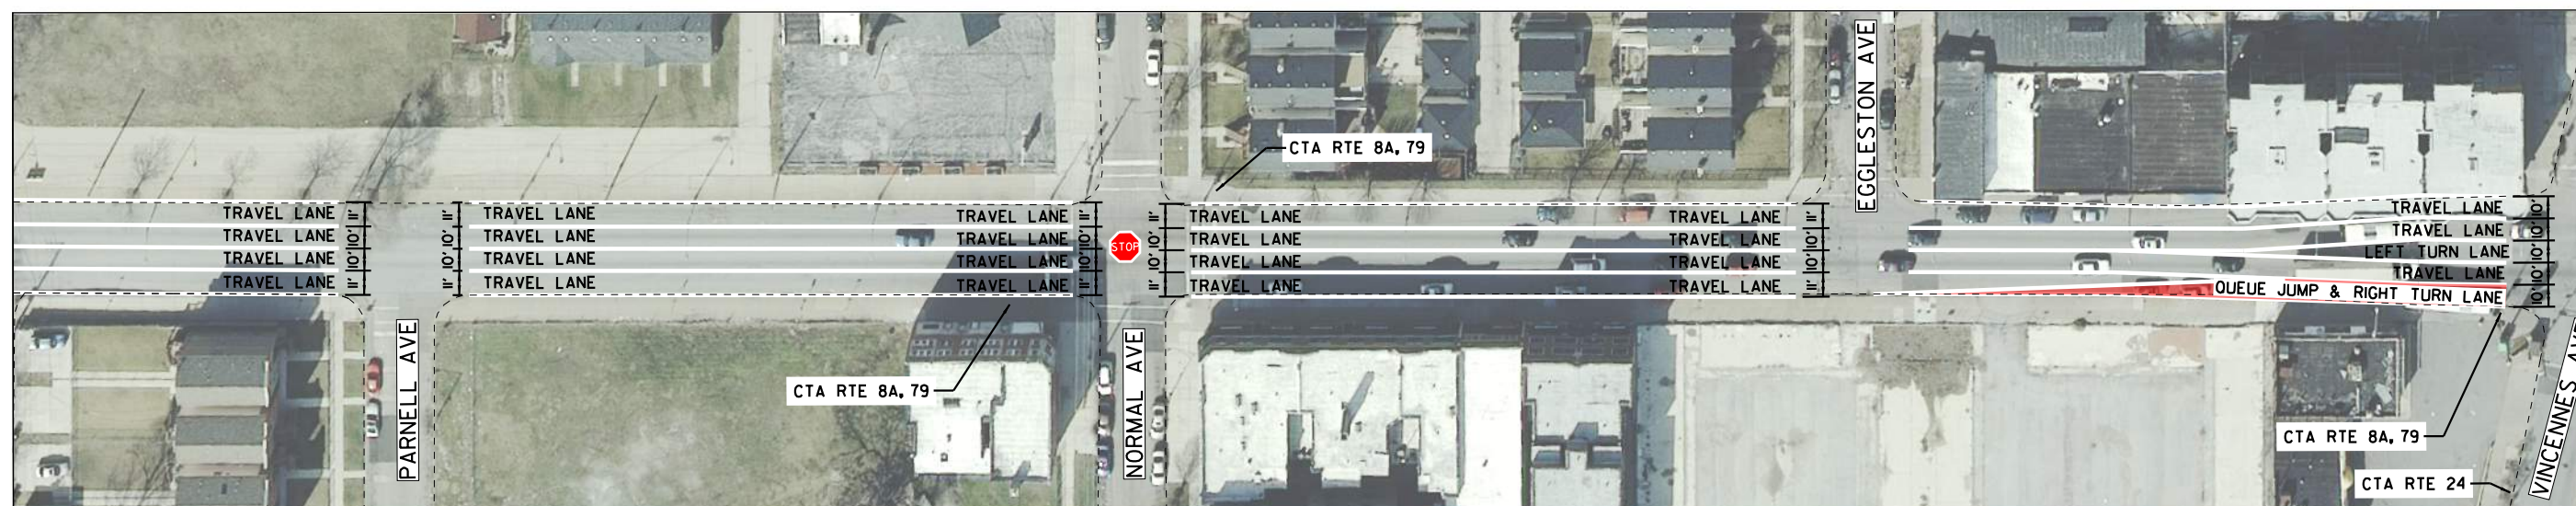 EGGLESTON AVE
CTA RTE 8A, 79
TRAVEL LANE 11'
TRAVEL LANE 10'
TRAVEL LANE 10'
TRAVEL LANE 11'
11' TRAVEL LANE
10' TRAVEL LANE
10' TRAVEL LANE
11' TRAVEL LANE
TRAVEL LANE 11'
TRAVEL LANE 10'
TRAVEL LANE 10'
TRAVEL LANE 11'
STOP
11' TRAVEL LANE
10' TRAVEL LANE
10' TRAVEL LANE
11' TRAVEL LANE
TRAVEL LANE 11'
TRAVEL LANE 10'
TRAVEL LANE 10'
TRAVEL LANE 11'
TRAVEL LANE 10'
TRAVEL LANE 10'
LEFT TURN LANE 10'
TRAVEL LANE 10'
QUEUE JUMP & RIGHT TURN LANE 10'
PARNELL AVE
CTA RTE 8A, 79
NORMAL AVE
CTA RTE 8A, 79
CTA RTE 24
VINCENNES AVE